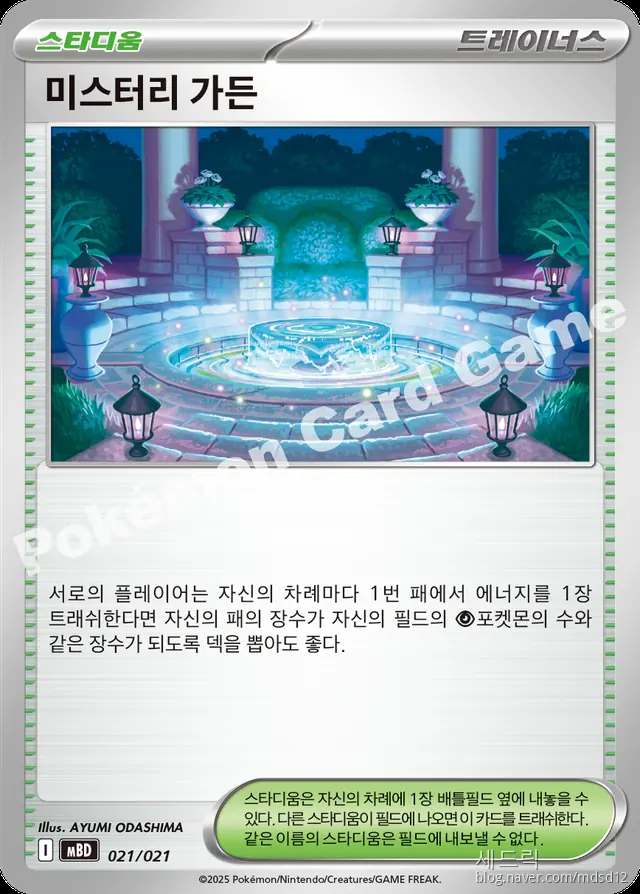 스타디움 트레이너스
미스터리 가든
Pokémon Card Game
서로의 플레이어는 자신의 차례마다 1번 패에서 에너지를 1장
트래쉬한다면 자신의 패의 장수가 자신의 필드의 포켓몬의 수와
같은 장수가 되도록 덱을 뽑아도 좋다.
스타디움은 자신의 차례에 1장 배틀필드 옆에 내놓을 수
있다. 다른 스타디움이 필드에 나오면 이 카드를 트래쉬한다.
같은 이름의 스타디움은 필드에 내보낼 수 없다.
Illus. AYUMI ODASHIMA
I MBD 021/021
세드릭
blog.naver.com/mdsd12
©2025 Pokémon/Nintendo/Creatures/GAME FREAK.